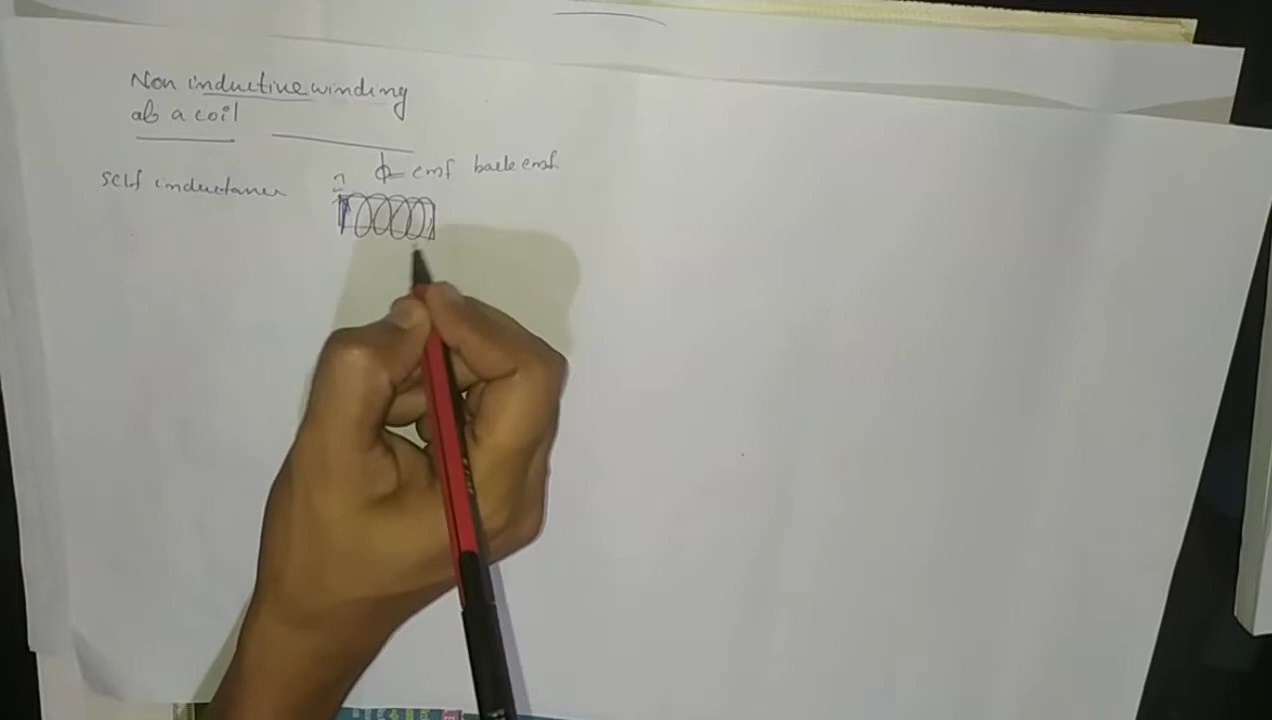 Non inductive winding
of a coil
self inductance
n
ϕ= emf back emf